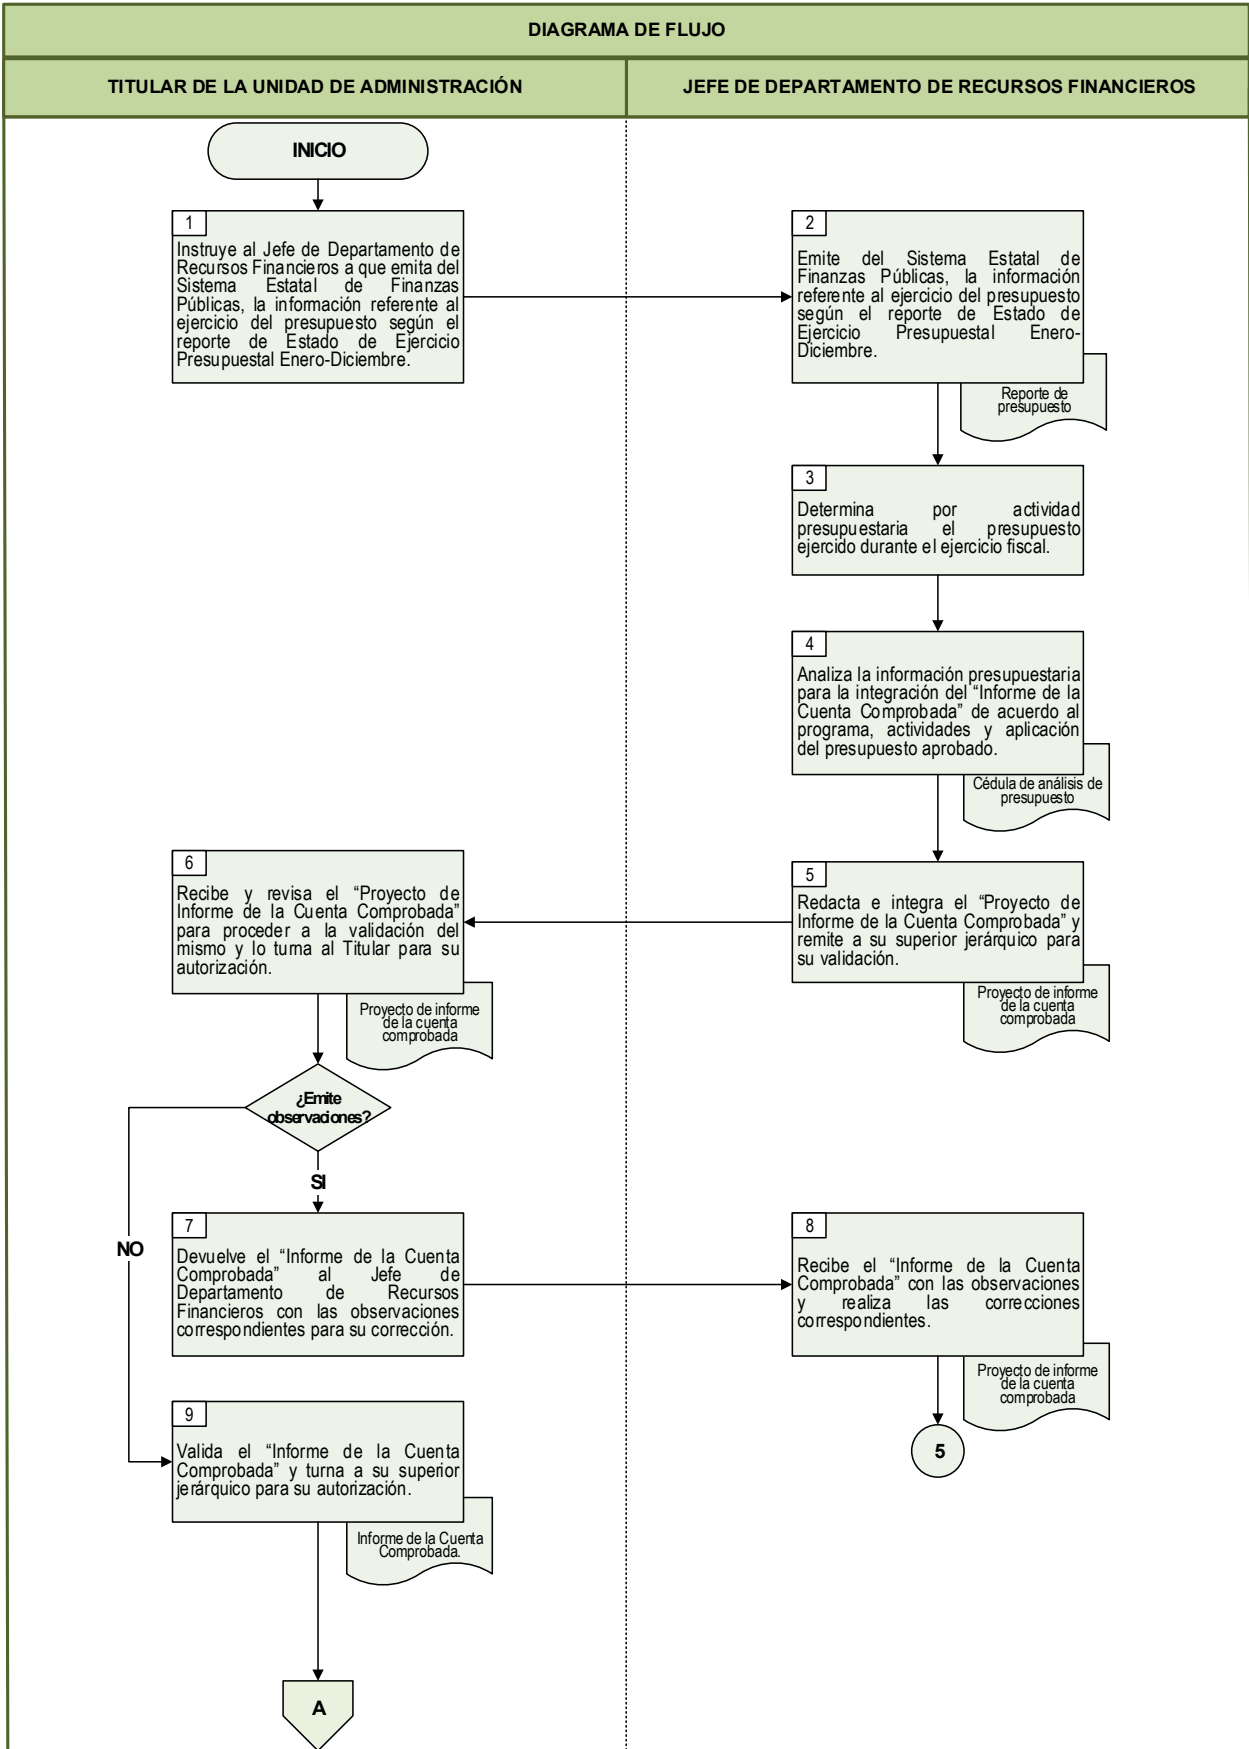 DIAGRAMA DE FLUJO
TITULAR DE LA UNIDAD DE ADMINISTRACIÓN
JEFE DE DEPARTAMENTO DE RECURSOS FINANCIEROS
INICIO
1
Instruye al Jefe de Departamento de
Recursos Financieros a que emita del
Sistema Estatal de Finanzas
Públicas, la información referente al
ejercicio del presupuesto según el
reporte de Estado de Ejercicio
Presupuestal Enero-Diciembre.
2
Emite del Sistema Estatal de
Finanzas Públicas, la información
referente al ejercicio del presupuesto
según el reporte de Estado de
Ejercicio Presupuestal Enero-
Diciembre.
Reporte de
presupuesto
3
Determina por actividad
presupuestaria el presupuesto
ejercido durante el ejercicio fiscal.
4
Analiza la información presupuestaria
para la integración del “Informe de la
Cuenta Comprobada” de acuerdo al
programa, actividades y aplicación
del presupuesto aprobado.
Cédula de análisis de
presupuesto
5
Redacta e integra el “Proyecto de
Informe de la Cuenta Comprobada” y
remite a su superior jerárquico para
su validación.
Proyecto de informe
de la cuenta
comprobada
6
Recibe y revisa el “Proyecto de
Informe de la Cuenta Comprobada”
para proceder a la validación del
mismo y lo turna al Titular para su
autorización.
Proyecto de informe
de la cuenta
comprobada
¿Emite
observaciones?
SI
NO
7
Devuelve el “Informe de la Cuenta
Comprobada” al Jefe de
Departamento de Recursos
Financieros con las observaciones
correspondientes para su corrección.
8
Recibe el “Informe de la Cuenta
Comprobada” con las observaciones
y realiza las correcciones
correspondientes.
Proyecto de informe
de la cuenta
comprobada
5
9
Valida el “Informe de la Cuenta
Comprobada” y turna a su superior
jerárquico para su autorización.
Informe de la Cuenta
Comprobada.
A